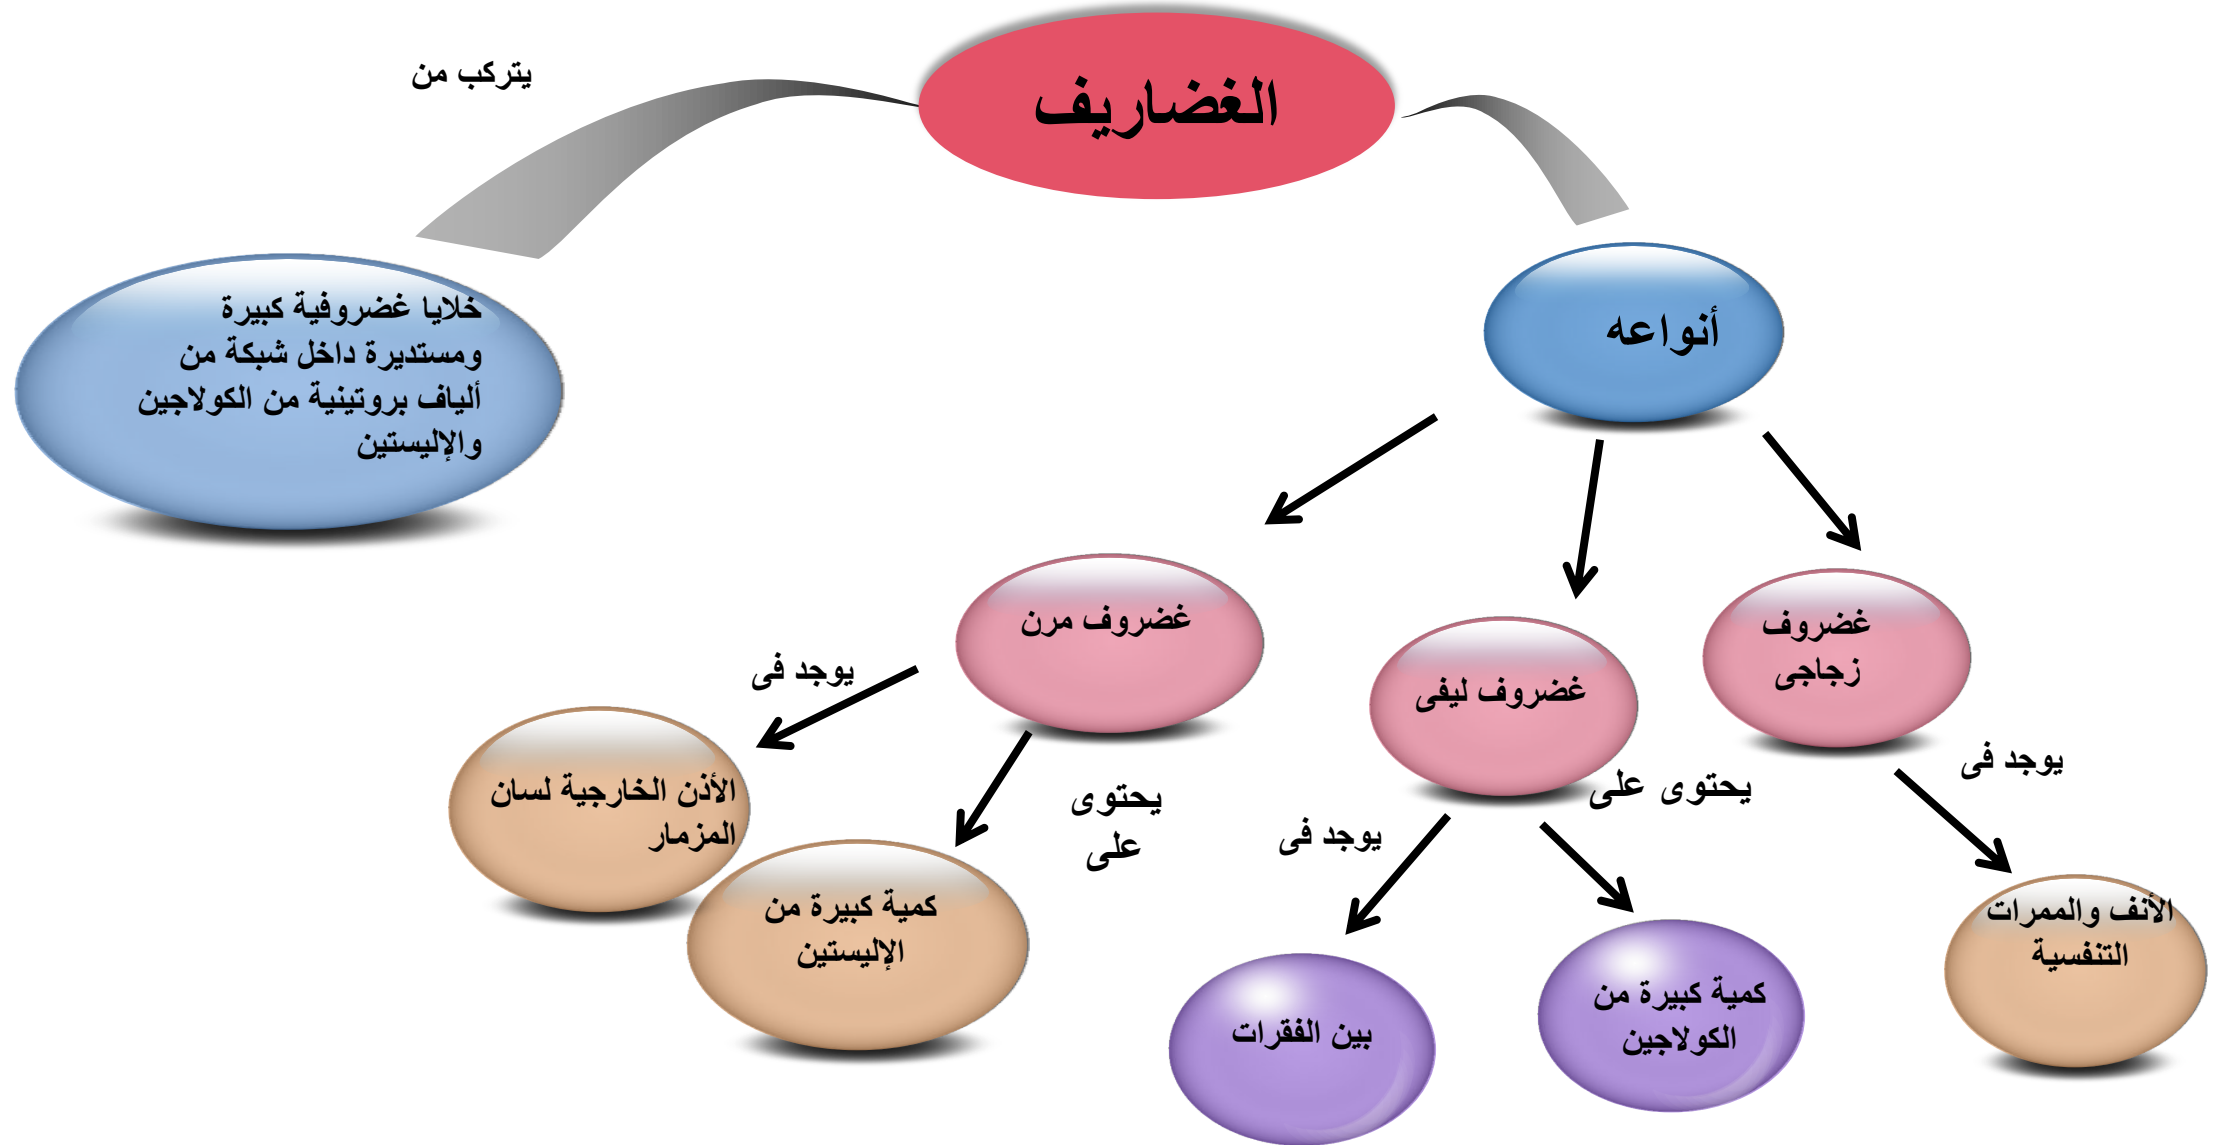 الغضاريف
يتركب من
خلايا غضروفية كبيرة
ومستديرة داخل شبكة من
ألياف بروتينية من الكولاجين
والإليستين
أنواعه
غضروف
زجاجى
يوجد فى
الأنف والممرات
التنفسية
غضروف ليفى
يحتوى على
كمية كبيرة من
الكولاجين
يوجد فى
بين الفقرات
غضروف مرن
يحتوى
على
كمية كبيرة من
الإليستين
يوجد فى
الأذن الخارجية لسان
المزمار